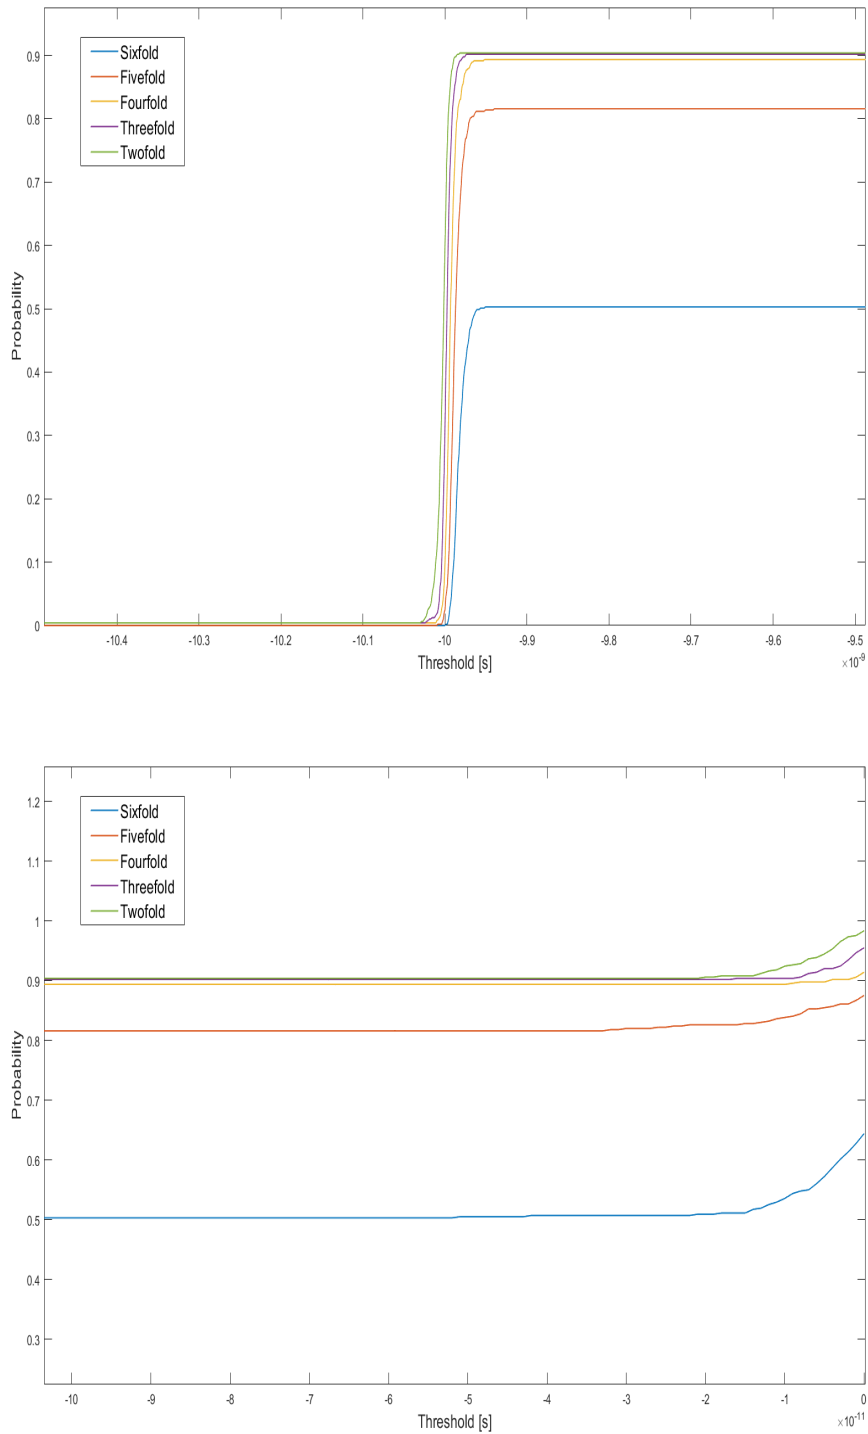 0.9
0.8
0.7
0.6
0.5
0.4
0.3
0.2
0.1
0
Probability
Sixfold
Fivefold
Fourfold
Threefold
Twofold
-10.4 -10.3 -10.2 -10.1 -10 -9.9 -9.8 -9.7 -9.6 -9.5
×10⁻⁹
Threshold [s]
1.2
1.1
1
0.9
0.8
0.7
0.6
0.5
0.4
0.3
Probability
Sixfold
Fivefold
Fourfold
Threefold
Twofold
-10 -9 -8 -7 -6 -5 -4 -3 -2 -1 0
×10⁻¹¹
Threshold [s]